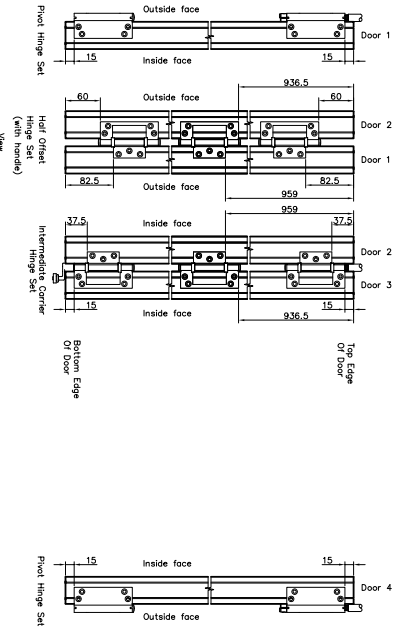 Outside face
Pivot Hinge Set
Door 1
15
Inside face
15
936.5
60
Outside face
60
Door 2
Half Offset
Hinge Set
(with handle)
View
Door 1
82.5
Outside face
82.5
959
959
37.5
Inside face
37.5
Door 2
Intermediate Carrier
Hinge Set
Door 3
15
Inside face
15
936.5
Bottom Edge
Of Door
Top Edge
Of Door
15
Inside face
15
Pivot Hinge Set
Door 4
Outside face